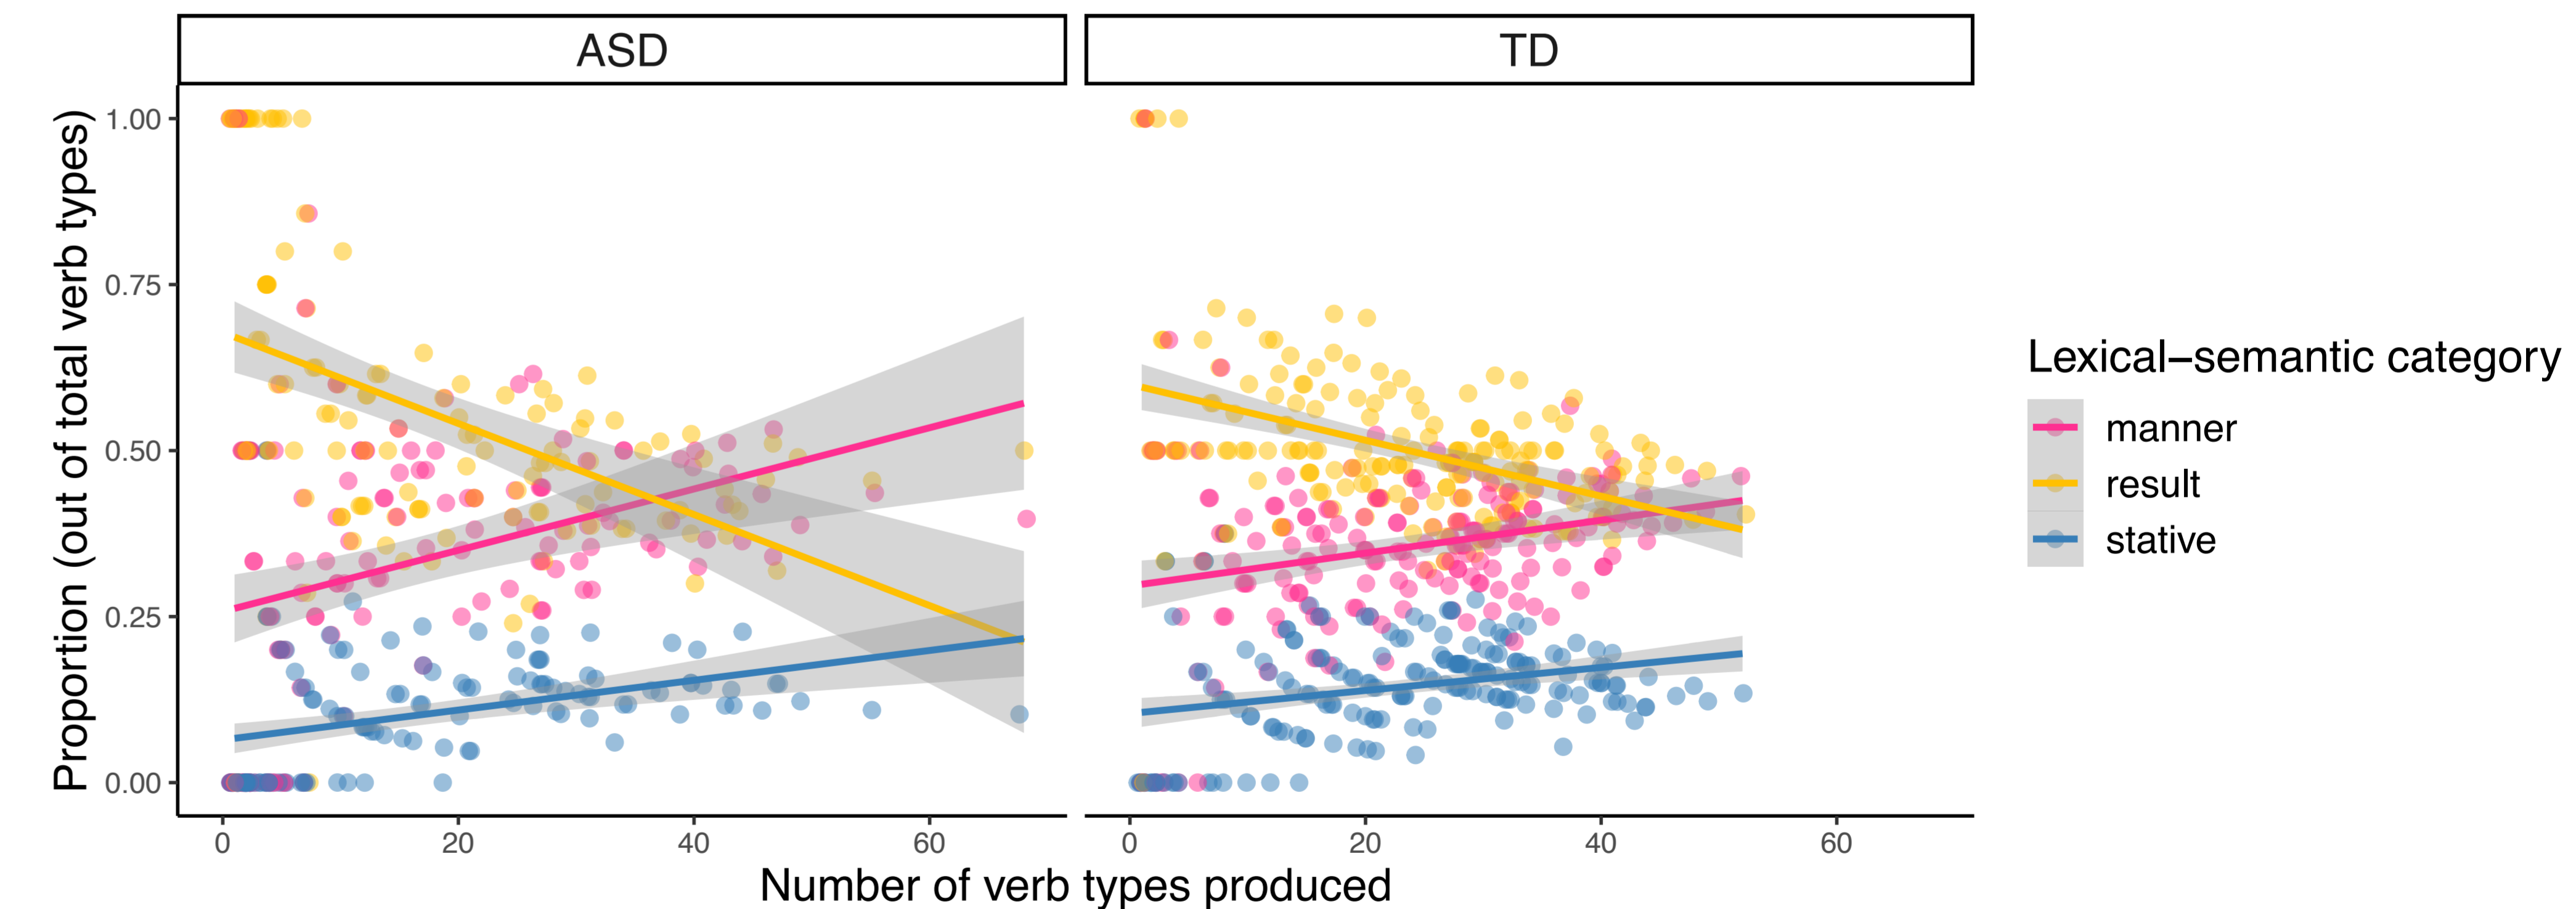 ASD
TD
Proportion (out of total verb types)
1.00
0.75
0.50
0.25
0.00
0 20 40 60
0 20 40 60
Number of verb types produced
Lexical−semantic category
manner
result
stative